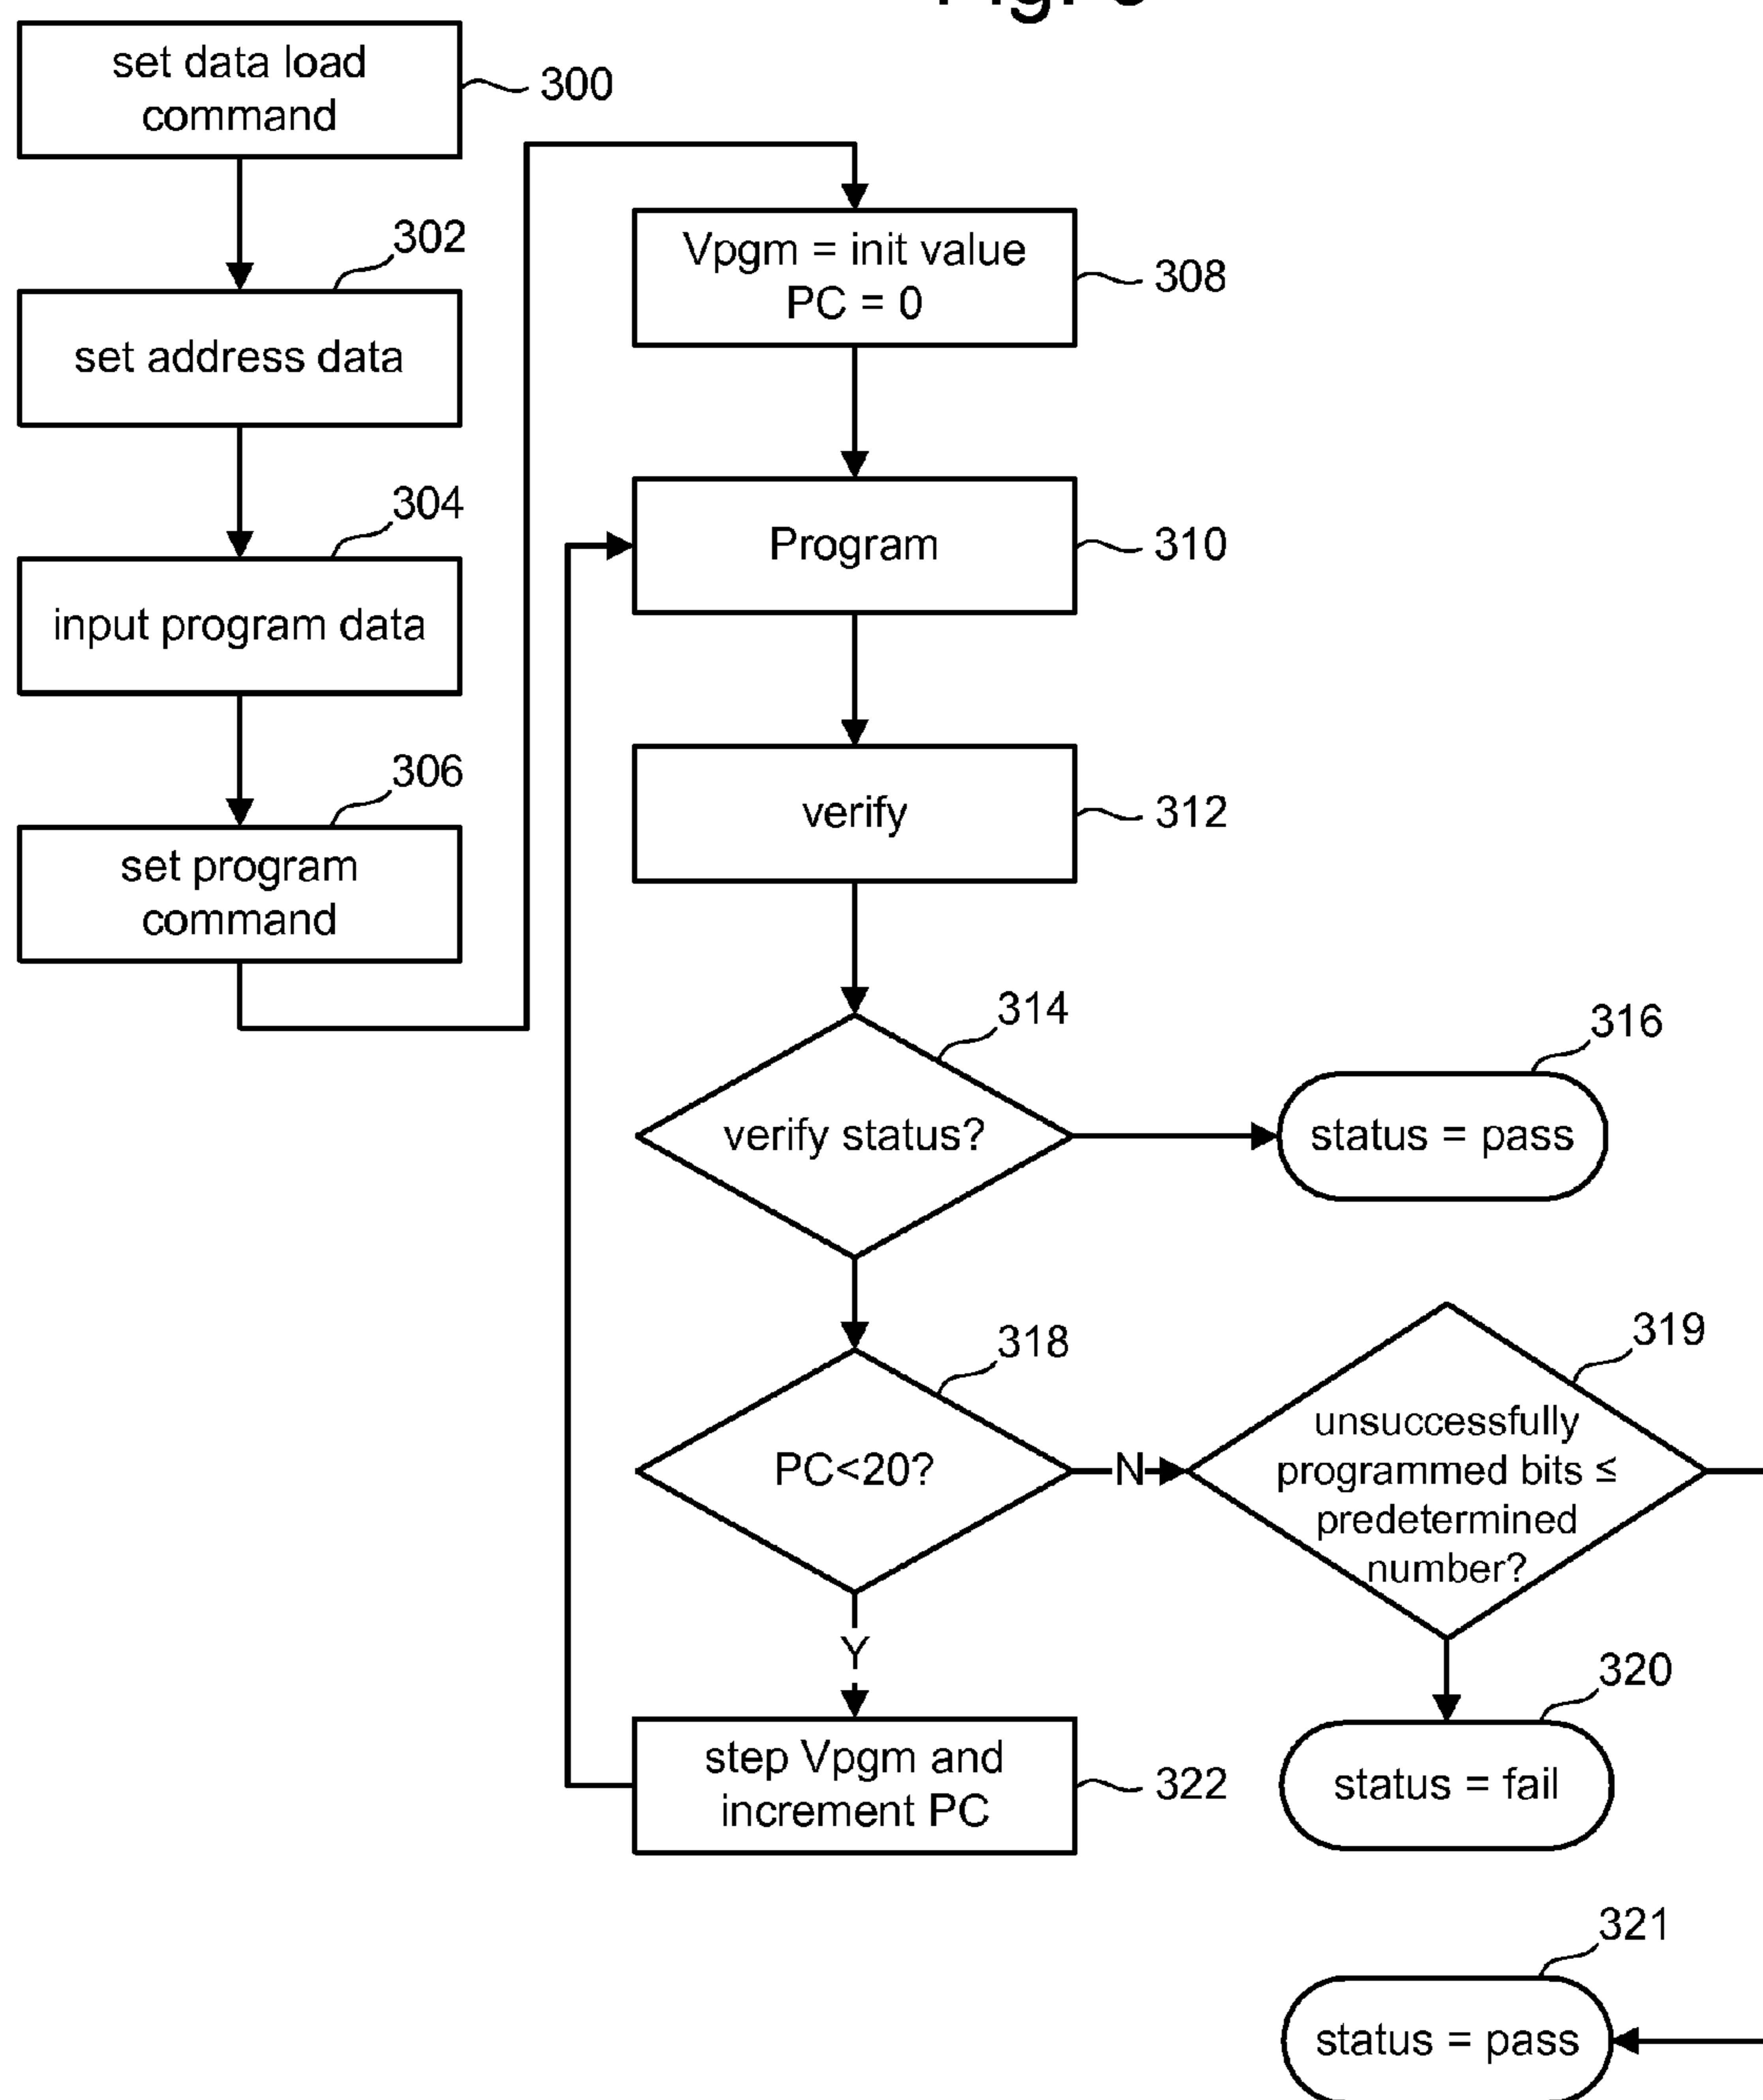 set data load
command
300
302
set address data
304
input program data
306
set program
command
Vpgm = init value
PC = 0
308
Program
310
verify
312
314
verify status?
316
status = pass
318
PC<20?
N
319
unsuccessfully
programmed bits ≤
predetermined
number?
Y
320
status = fail
step Vpgm and
increment PC
322
321
status = pass